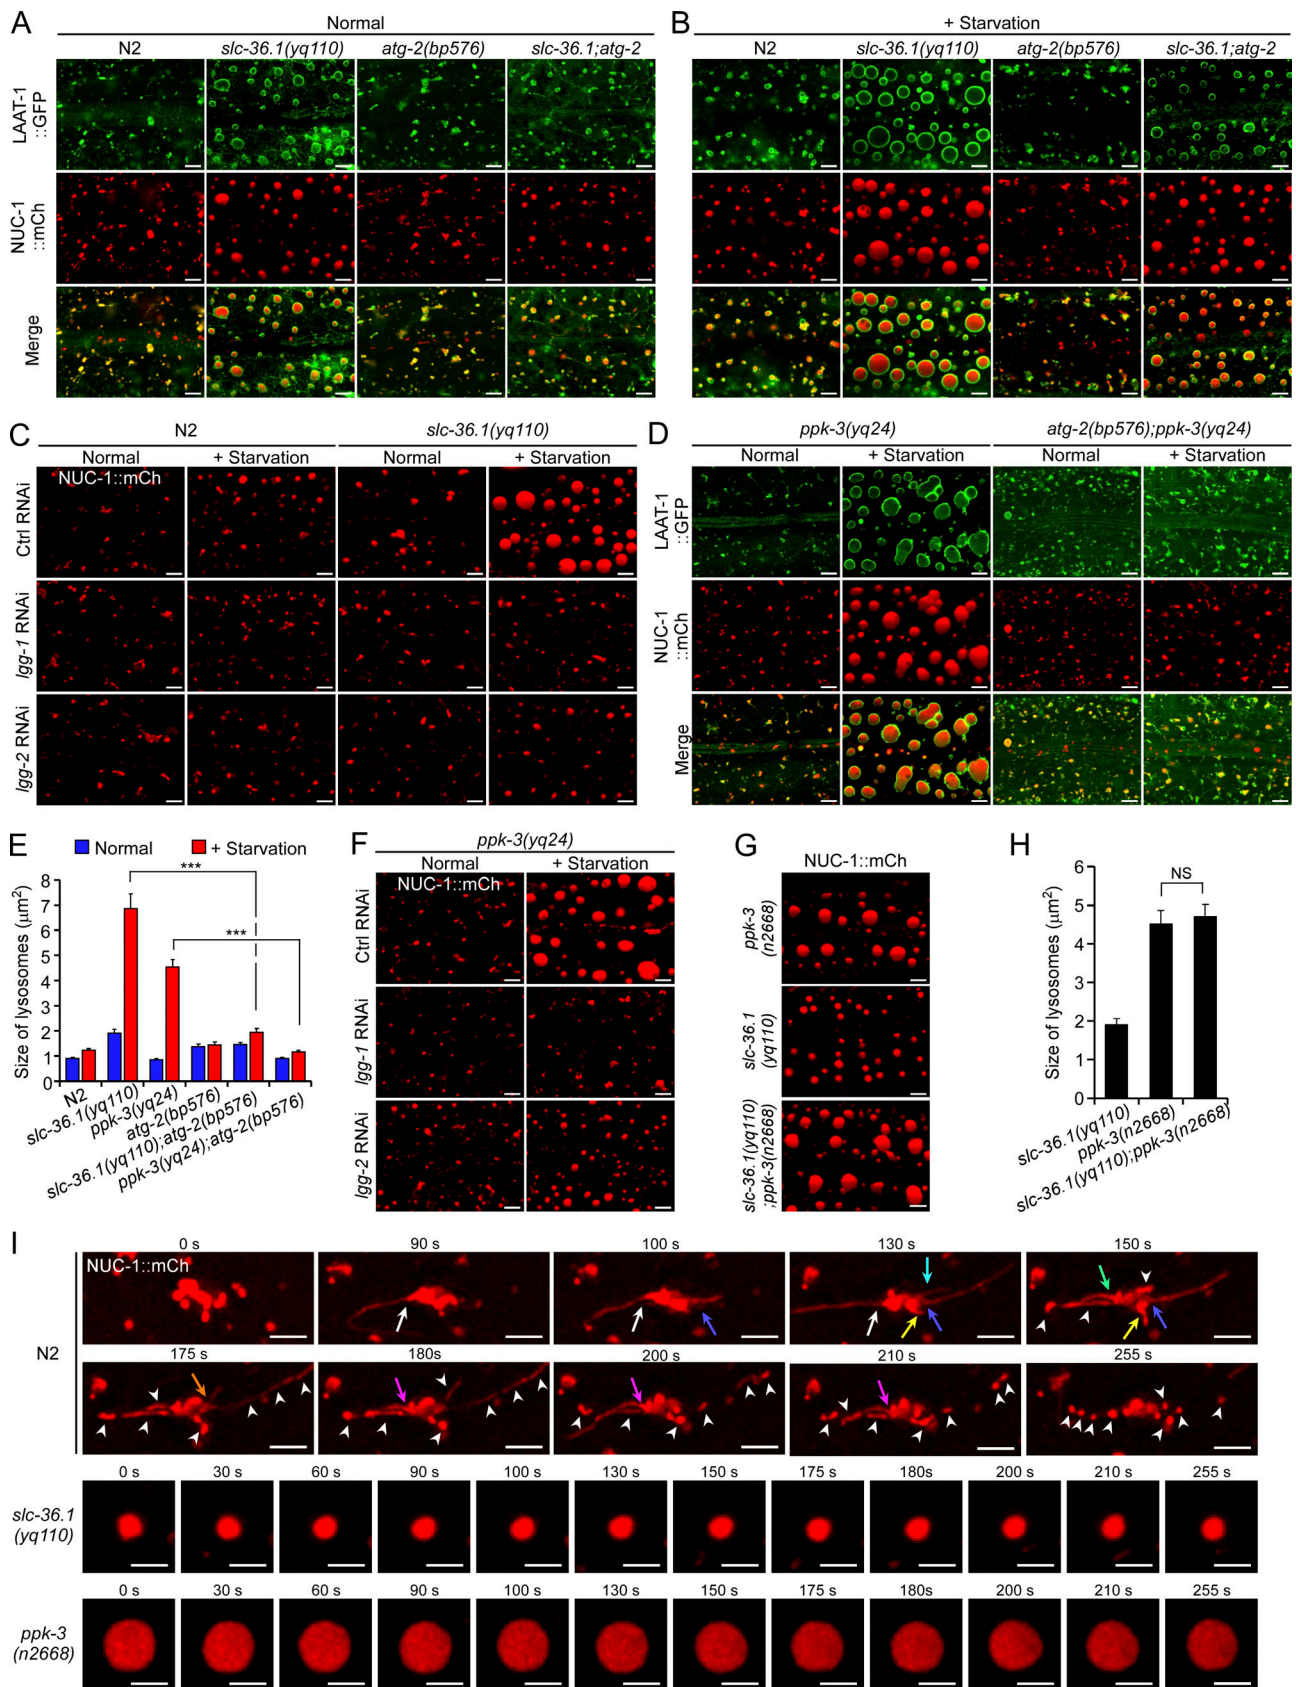 A
Normal
N2
slc-36.1(yq110)
atg-2(bp576)
slc-36.1;atg-2
LAAT-1
::GFP
NUC-1
::mCh
Merge
B
+ Starvation
N2
slc-36.1(yq110)
atg-2(bp576)
slc-36.1;atg-2
C
N2
slc-36.1(yq110)
Normal
+ Starvation
Normal
+ Starvation
NUC-1::mCh
Ctrl RNAi
lgg-1 RNAi
lgg-2 RNAi
D
ppk-3(yq24)
atg-2(bp576);ppk-3(yq24)
Normal
+ Starvation
Normal
+ Starvation
LAAT-1
::GFP
NUC-1
::mCh
Merge
E
Normal
+ Starvation
Size of lysosomes (μm²)
8
7
6
5
4
3
2
1
0
***
***
N2
slc-36.1(yq110)
ppk-3(yq24)
atg-2(bp576)
slc-36.1(yq110);atg-2(bp576)
ppk-3(yq24);atg-2(bp576)
F
ppk-3(yq24)
Normal
+ Starvation
NUC-1::mCh
Ctrl RNAi
lgg-1 RNAi
lgg-2 RNAi
G
NUC-1::mCh
ppk-3
(n2668)
slc-36.1
(yq110)
slc-36.1(yq110)
;ppk-3(n2668)
H
Size of lysosomes (μm²)
6
5
4
3
2
1
0
NS
slc-36.1(yq110)
ppk-3(n2668)
slc-36.1(yq110);ppk-3(n2668)
I
0 s
90 s
100 s
130 s
150 s
NUC-1::mCh
N2
175 s
180s
200 s
210 s
255 s
0 s
30 s
60 s
90 s
100 s
130 s
150 s
175 s
180s
200 s
210 s
255 s
slc-36.1
(yq110)
0 s
30 s
60 s
90 s
100 s
130 s
150 s
175 s
180s
200 s
210 s
255 s
ppk-3
(n2668)